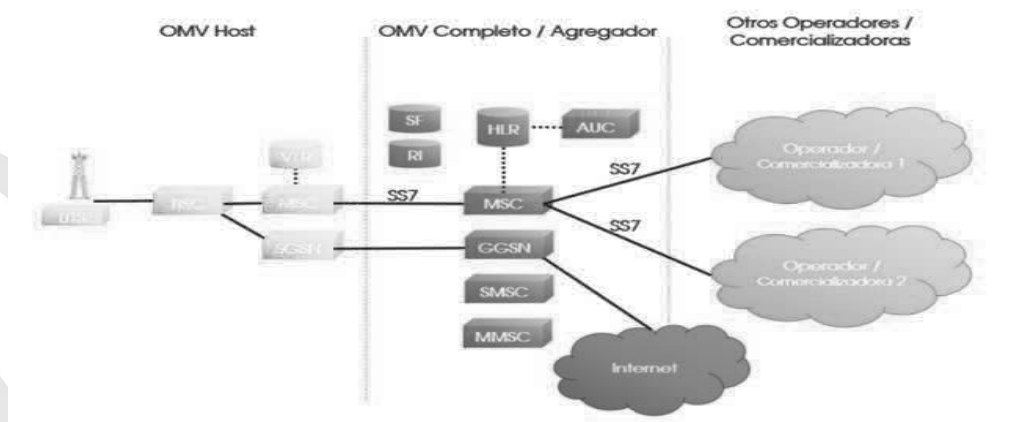 OMV Host
OMV Completo / Agregador
Otros Operadores /
Comercializadoras
SF
RI
HLR
AUC
VLR
BSC
MSC
SS7
MSC
SS7
SS7
SGSN
GGSN
SMSC
MMSC
Operador /
Comercializadora 1
Operador /
Comercializadora 2
Internet